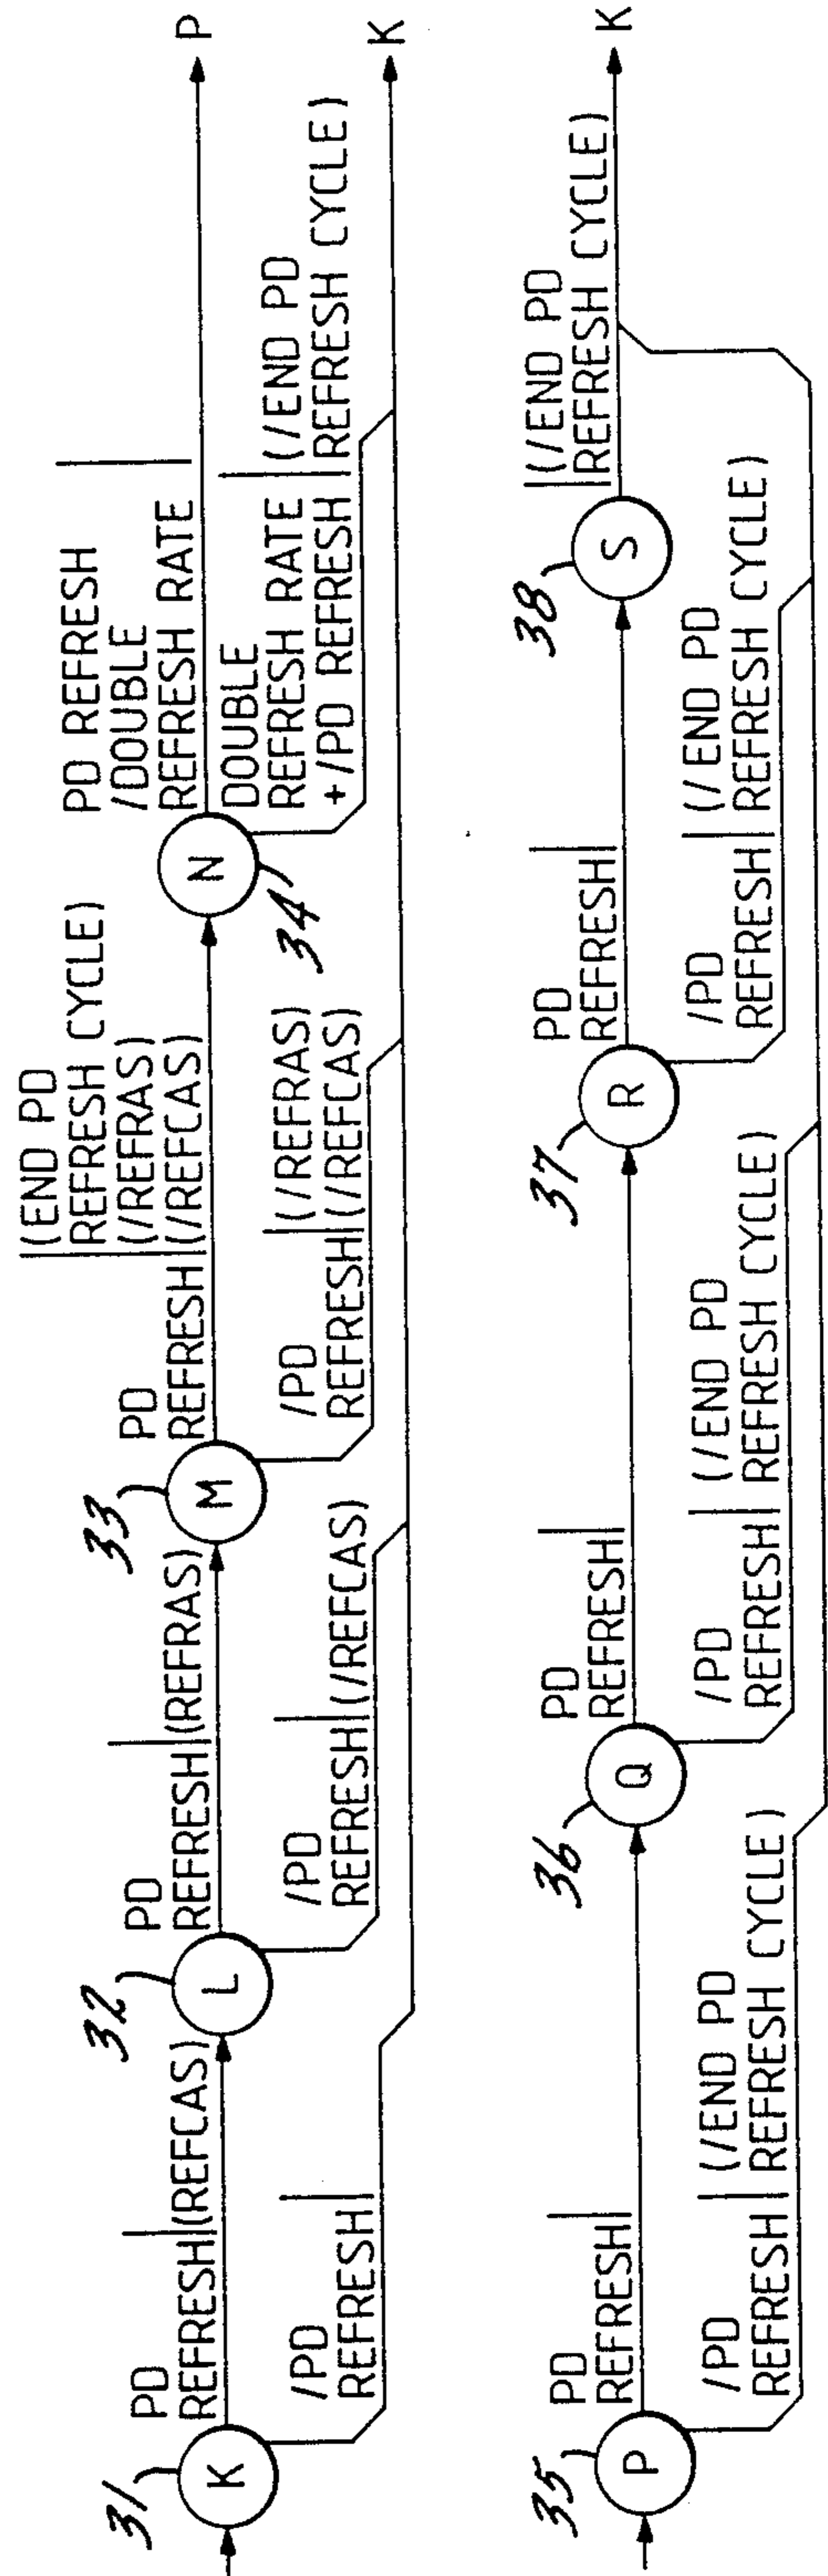 31
K
PD
REFRESH|(REFCAS)
/PD
REFRESH|
32
L
PD
REFRESH|(REFRAS)
/PD
REFRESH|(/REFCAS)
33
M
PD
REFRESH|
|(END PD
REFRESH CYCLE)
(/REFRAS)
(/REFCAS)
/PD
REFRESH|
|(/REFRAS)
(/REFCAS)
34
N
PD REFRESH
/DOUBLE
REFRESH RATE
DOUBLE
REFRESH RATE
+/PD REFRESH
|(/END PD
REFRESH CYCLE)
P
K
35
P
PD
REFRESH|
/PD
REFRESH|
(/END PD
REFRESH CYCLE)
36
Q
PD
REFRESH|
/PD
REFRESH|
(/END PD
REFRESH CYCLE)
37
R
PD
REFRESH|
/PD
REFRESH|
(/END PD
REFRESH CYCLE)
38
S
|(/END PD
REFRESH CYCLE)
K